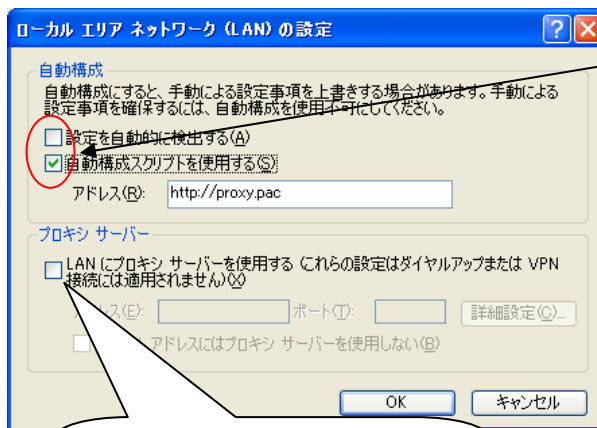 ローカル エリア ネットワーク (LAN) の設定
自動構成
自動構成にすると、手動による設定事項を上書きする場合があります。手動による
設定事項を確保するには、自動構成を使用不可にしてください。
設定を自動的に検出する(A)
自動構成スクリプトを使用する(S)
アドレス(R): http://proxy.pac
プロキシ サーバー
LAN にプロキシ サーバーを使用する (これらの設定はダイヤルアップまたは VPN
接続には適用されません)(X)
レス(E): ポート(T): 詳細設定(C)...
アドレスにはプロキシ サーバーを使用しない(B)
OK キャンセル